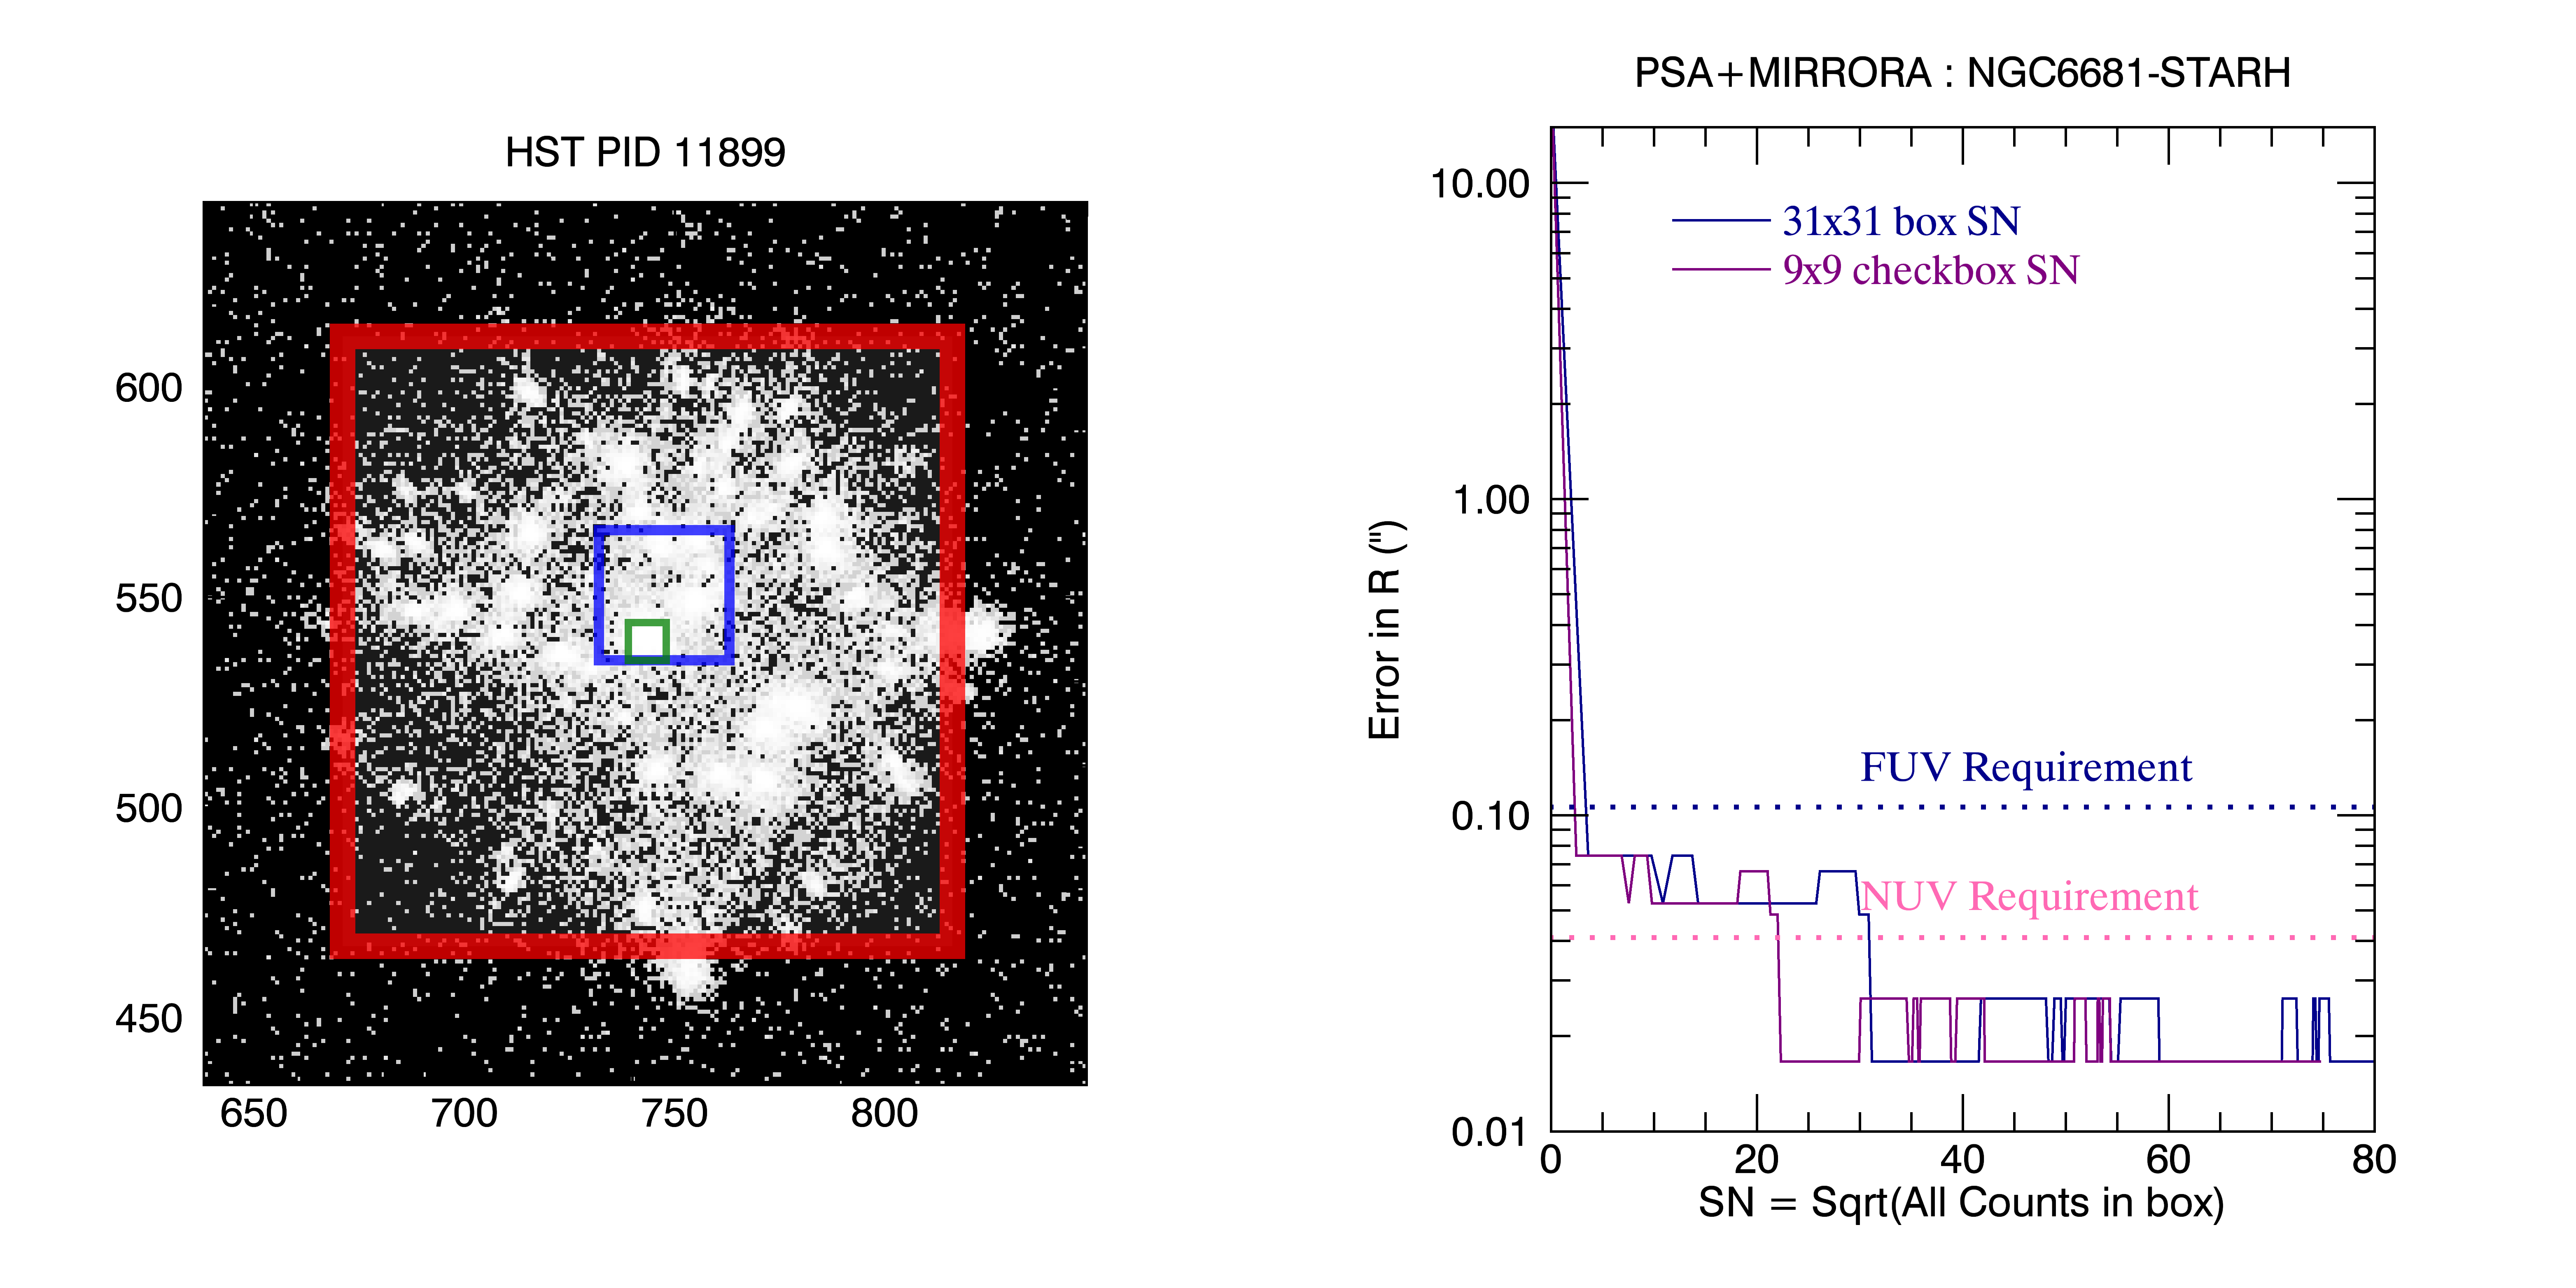 HST PID 11899
600
550
500
450
650 700 750 800
PSA+MIRRORA : NGC6681-STARH
10.00
1.00
0.10
0.01
Error in R (")
31x31 box SN
9x9 checkbox SN
FUV Requirement
NUV Requirement
0 20 40 60 80
SN = Sqrt(All Counts in box)